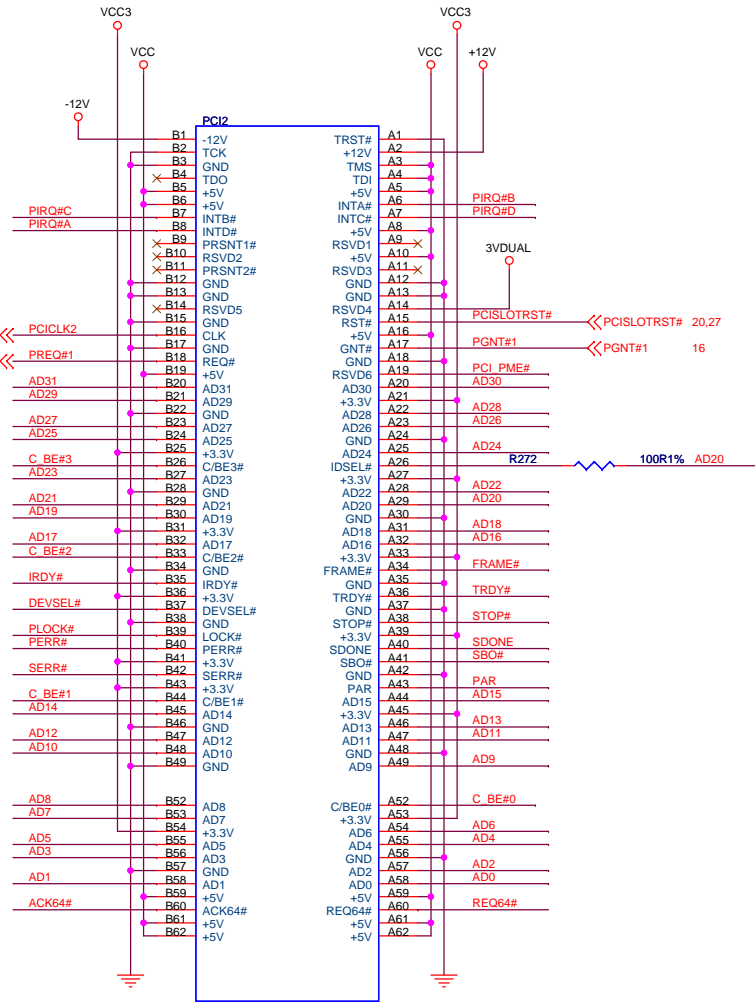 VCC3 VCC3
VCC VCC +12V
-12V
PCI2
B1 -12V TRST# A1
B2 TCK +12V A2
B3 GND TMS A3
B4 TDO TDI A4
B5 +5V +5V A5
B6 +5V INTA# A6 PIRQ#B
PIRQ#C B7 INTB# INTC# A7 PIRQ#D
PIRQ#A B8 INTD# +5V A8
B9 PRSNT1# RSVD1 A9
B10 RSVD2 +5V A10 3VDUAL
B11 PRSNT2# RSVD3 A11
B12 GND GND A12
B13 GND GND A13
B14 RSVD5 RSVD4 A14
B15 GND RST# A15 PCISLOTRST# PCISLOTRST# 20,27
PCICLK2 B16 CLK +5V A16
B17 GND GNT# A17 PGNT#1 PGNT#1 16
PREQ#1 B18 REQ# GND A18
B19 +5V RSVD6 A19 PCI_PME#
AD31 B20 AD31 AD30 A20 AD30
AD29 B21 AD29 +3.3V A21
B22 GND AD28 A22 AD28
AD27 B23 AD27 AD26 A23 AD26
AD25 B24 AD25 GND A24
B25 +3.3V AD24 A25 AD24
C_BE#3 B26 C/BE3# IDSEL# A26 R272 100R1% AD20
AD23 B27 AD23 +3.3V A27
B28 GND AD22 A28 AD22
AD21 B29 AD21 AD20 A29 AD20
AD19 B30 AD19 GND A30
B31 +3.3V AD18 A31 AD18
AD17 B32 AD17 AD16 A32 AD16
C_BE#2 B33 C/BE2# +3.3V A33
B34 GND FRAME# A34 FRAME#
IRDY# B35 IRDY# GND A35
B36 +3.3V TRDY# A36 TRDY#
DEVSEL# B37 DEVSEL# GND A37
B38 GND STOP# A38 STOP#
PLOCK# B39 LOCK# +3.3V A39
PERR# B40 PERR# SDONE A40 SDONE
B41 +3.3V SBO# A41 SBO#
SERR# B42 SERR# GND A42
B43 +3.3V PAR A43 PAR
C_BE#1 B44 C/BE1# AD15 A44 AD15
AD14 B45 AD14 +3.3V A45
B46 GND AD13 A46 AD13
AD12 B47 AD12 AD11 A47 AD11
AD10 B48 AD10 GND A48
B49 GND AD9 A49 AD9
AD8 B52 AD8 C/BE0# A52 C_BE#0
AD7 B53 AD7 +3.3V A53
B54 +3.3V AD6 A54 AD6
AD5 B55 AD5 AD4 A55 AD4
AD3 B56 AD3 GND A56
B57 GND AD2 A57 AD2
AD1 B58 AD1 AD0 A58 AD0
B59 +5V +5V A59
ACK64# B60 ACK64# REQ64# A60 REQ64#
B61 +5V +5V A61
B62 +5V +5V A62